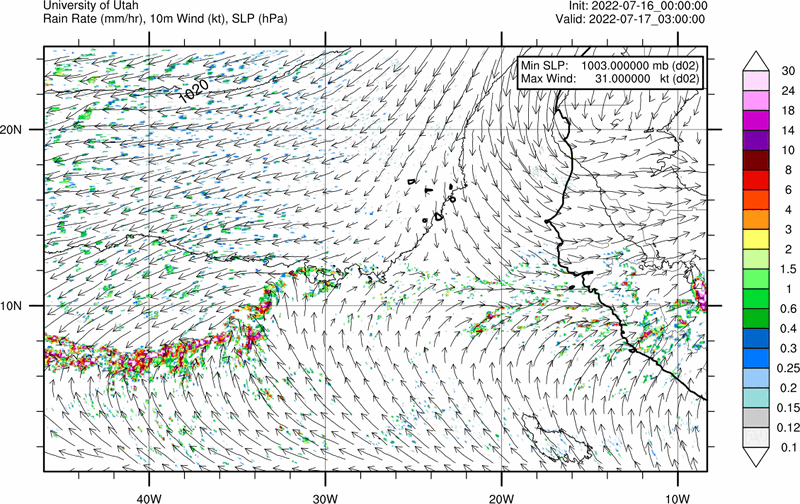 University of Utah
Init: 2022-07-16_00:00:00
Rain Rate (mm/hr), 10m Wind (kt), SLP (hPa)
Valid: 2022-07-17_03:00:00
Min SLP: 1003.000000 mb (d02)
Max Wind: 31.000000 kt (d02)
1020
20N
10N
40W
30W
20W
10W
30
24
18
14
10
8
6
4
3
2
1.5
1
0.6
0.4
0.3
0.25
0.2
0.15
0.12
0.1